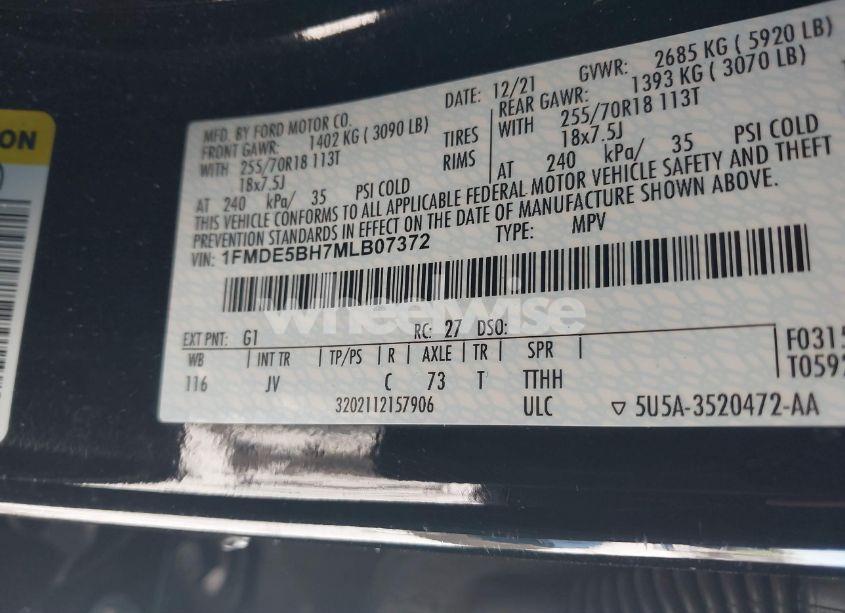 ON
MFD. BY FORD MOTOR CO.
DATE: 12/21 GVWR: 2685 KG ( 5920 LB)
FRONT GAWR: 1402 KG ( 3090 LB)
REAR GAWR: 1393 KG ( 3070 LB)
WITH 255/70R18 113T TIRES WITH 255/70R18 113T
18x7.5J RIMS 18x7.5J
AT 240 kPa/ 35 PSI COLD AT 240 kPa/ 35 PSI COLD
THIS VEHICLE CONFORMS TO ALL APPLICABLE FEDERAL MOTOR VEHICLE SAFETY AND THEFT
PREVENTION STANDARDS IN EFFECT ON THE DATE OF MANUFACTURE SHOWN ABOVE.
VIN: 1FMDE5BH7MLB07372 TYPE: MPV
wheelwise
EXT PNT: G1 RC: 27 DSO:
WB | INT TR | TP/PS | R | AXLE | TR | SPR |
116 JV C 73 T TTHH
F0315
T0592
3202112157906 ULC ▽ 5U5A-3520472-AA